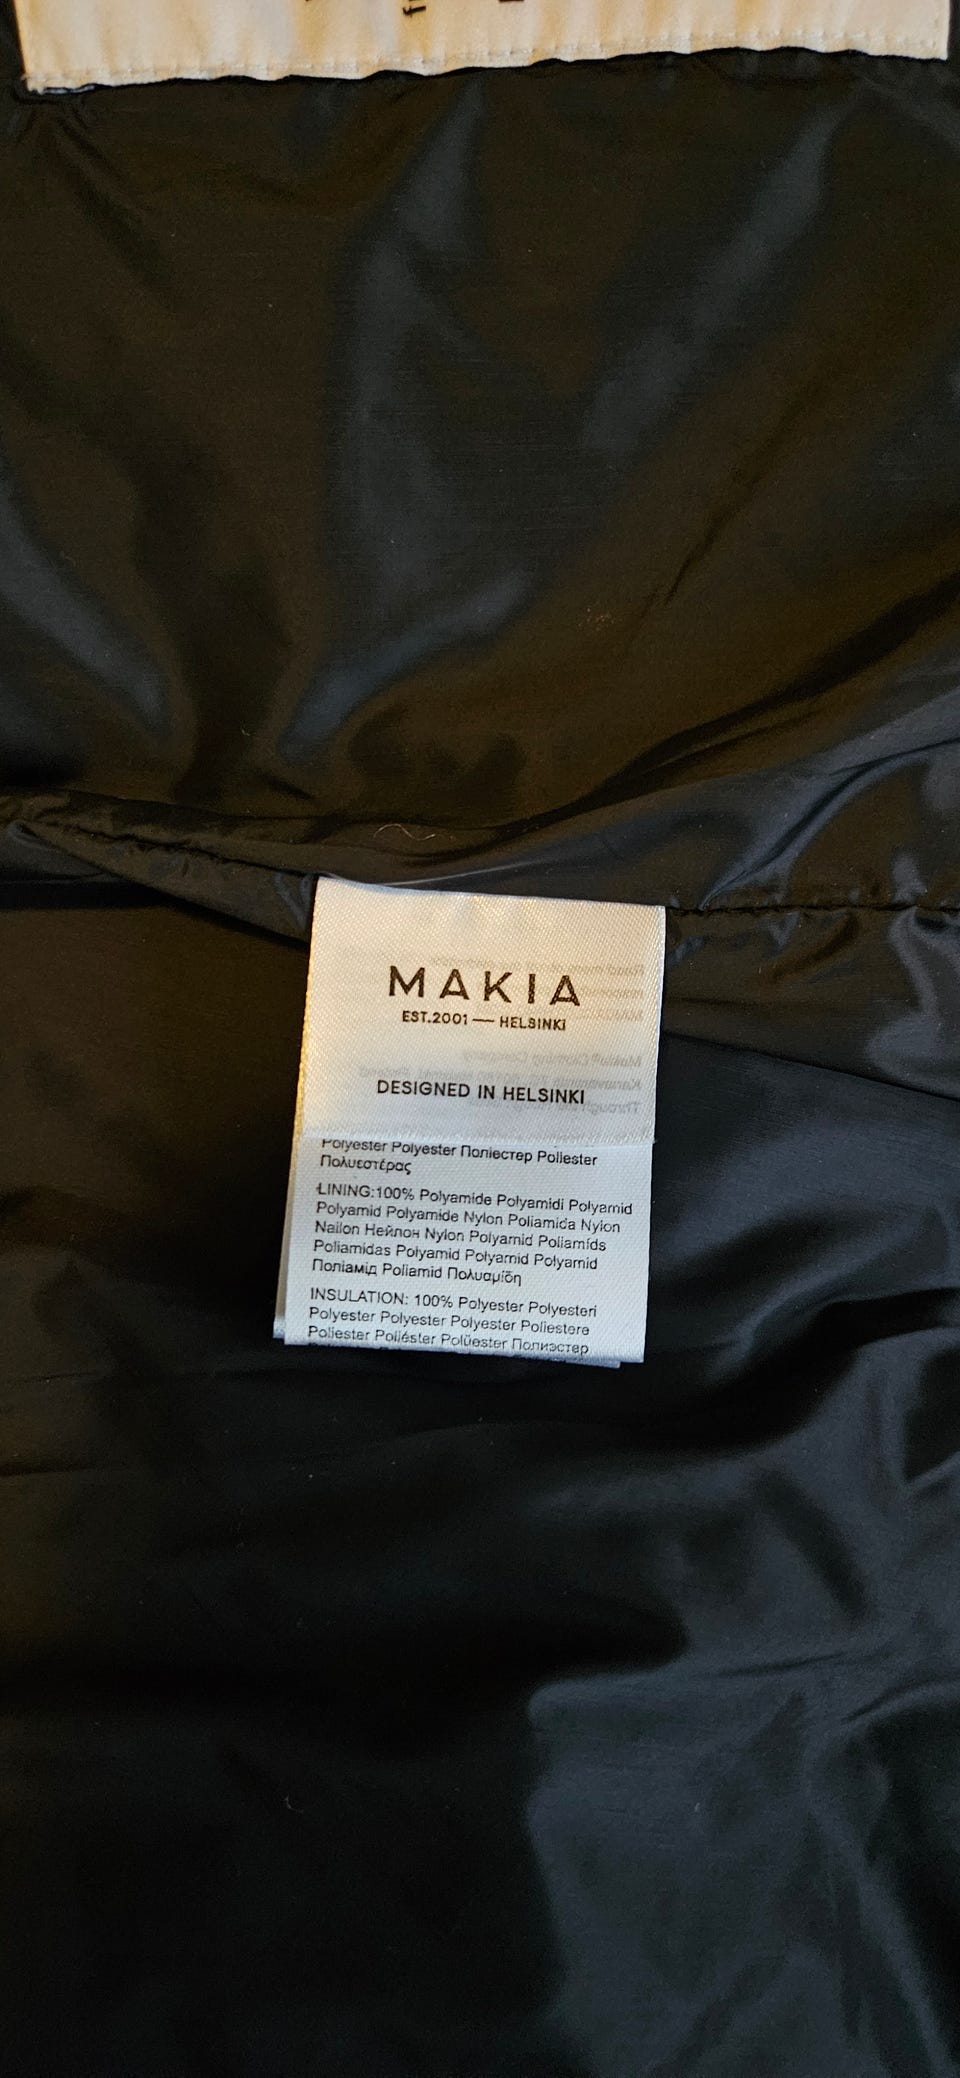 MAKIA
EST.2001 — HELSINKI
DESIGNED IN HELSINKI
Polyester Polyester Поліестер Poliester
Πολυεστέρας
LINING:100% Polyamide Polyamidi Polyamid
Polyamid Polyamide Nylon Poliamida Nylon
Nailon Нейлон Nylon Polyamid Poliamīds
Poliamidas Polyamid Polyamid Polyamid
Поліамід Poliamid Πολυαμίδη
INSULATION: 100% Polyester Polyesteri
Polyester Polyester Polyester Poliestere
Poliester Poliéster Polüester Полиэстер